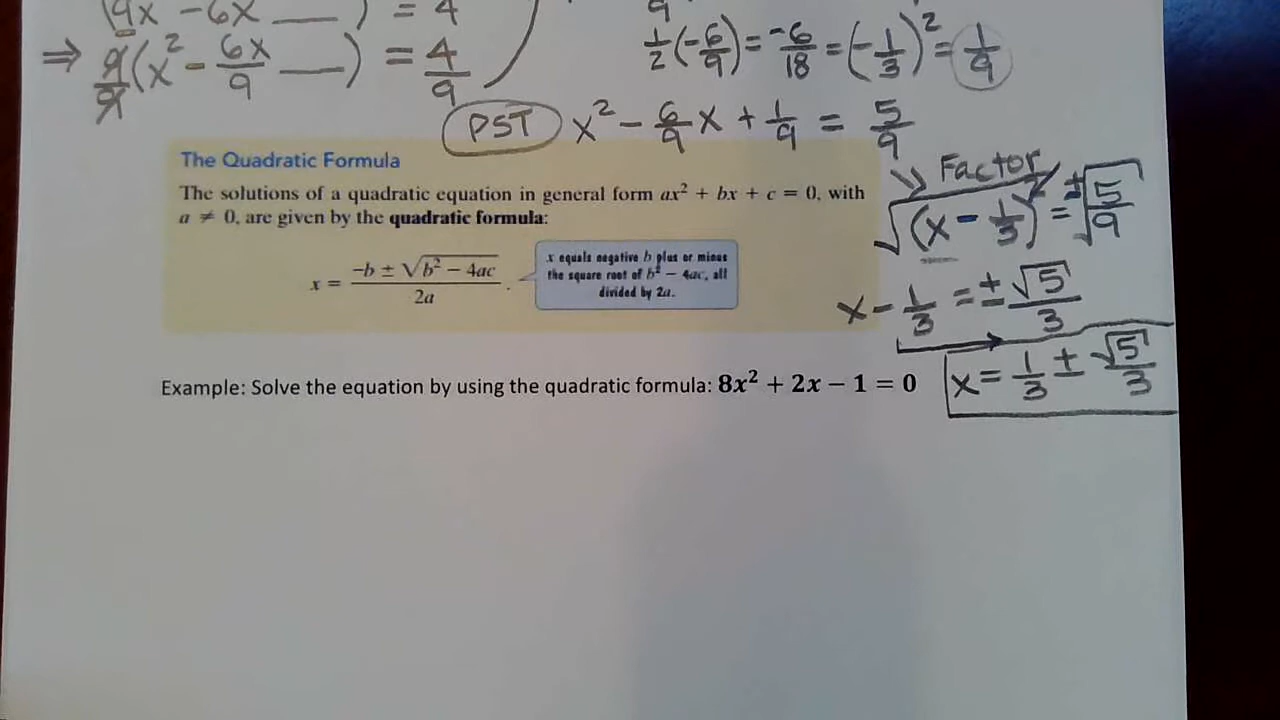 (9x² - 6x ___ ) = 4
⇒ 9/9(x² - 6x/9 ___ ) = 4/9
9
1/2(-6/9) = -6/18 = (-1/3)² = 1/9
PST x² - 6/9x + 1/9 = 5/9
The Quadratic Formula
The solutions of a quadratic equation in general form ax² + bx + c = 0, with
a ≠ 0, are given by the quadratic formula:
x = (-b ± √(b² - 4ac))/2a .
x equals negative b plus or minus
the square root of b² - 4ac, all
divided by 2a.
Factor
√(x - 1/3)² = ±√5/9
x - 1/3 = ± √5/3
x = 1/3 ± √5/3
Example: Solve the equation by using the quadratic formula: 8x² + 2x − 1 = 0